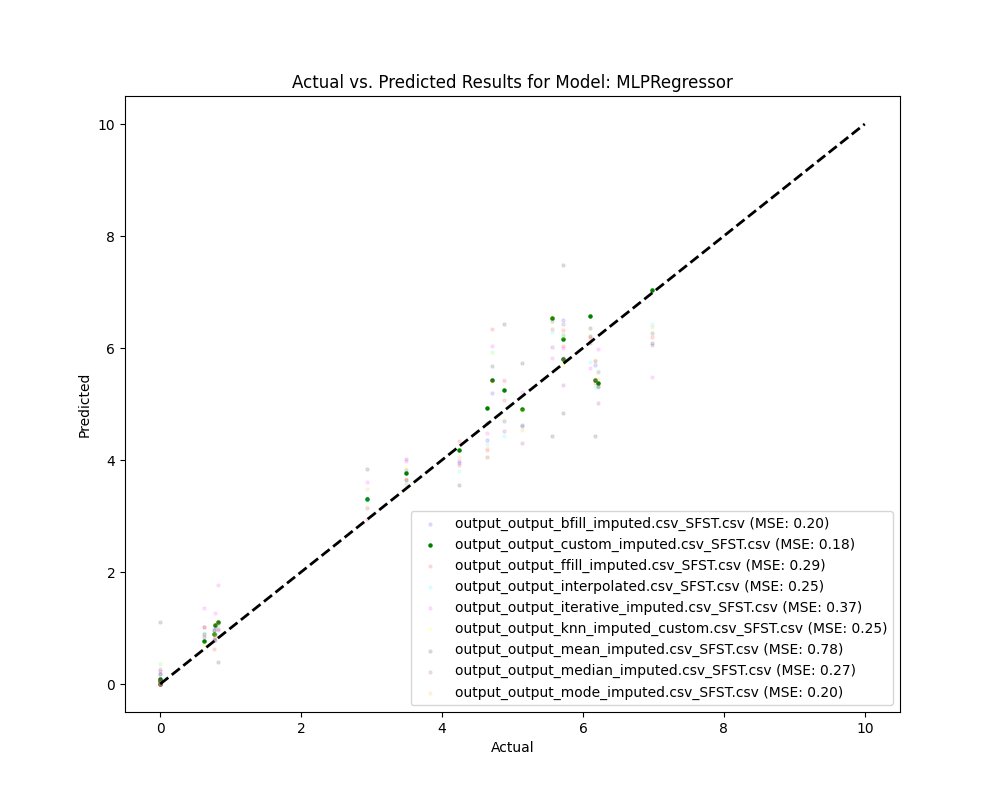 Actual vs. Predicted Results for Model: MLPRegressor
10
8
6
4
2
0
Predicted
output_output_bfill_imputed.csv_SFST.csv (MSE: 0.20)
output_output_custom_imputed.csv_SFST.csv (MSE: 0.18)
output_output_ffill_imputed.csv_SFST.csv (MSE: 0.29)
output_output_interpolated.csv_SFST.csv (MSE: 0.25)
output_output_iterative_imputed.csv_SFST.csv (MSE: 0.37)
output_output_knn_imputed_custom.csv_SFST.csv (MSE: 0.25)
output_output_mean_imputed.csv_SFST.csv (MSE: 0.78)
output_output_median_imputed.csv_SFST.csv (MSE: 0.27)
output_output_mode_imputed.csv_SFST.csv (MSE: 0.20)
0 2 4 6 8 10
Actual